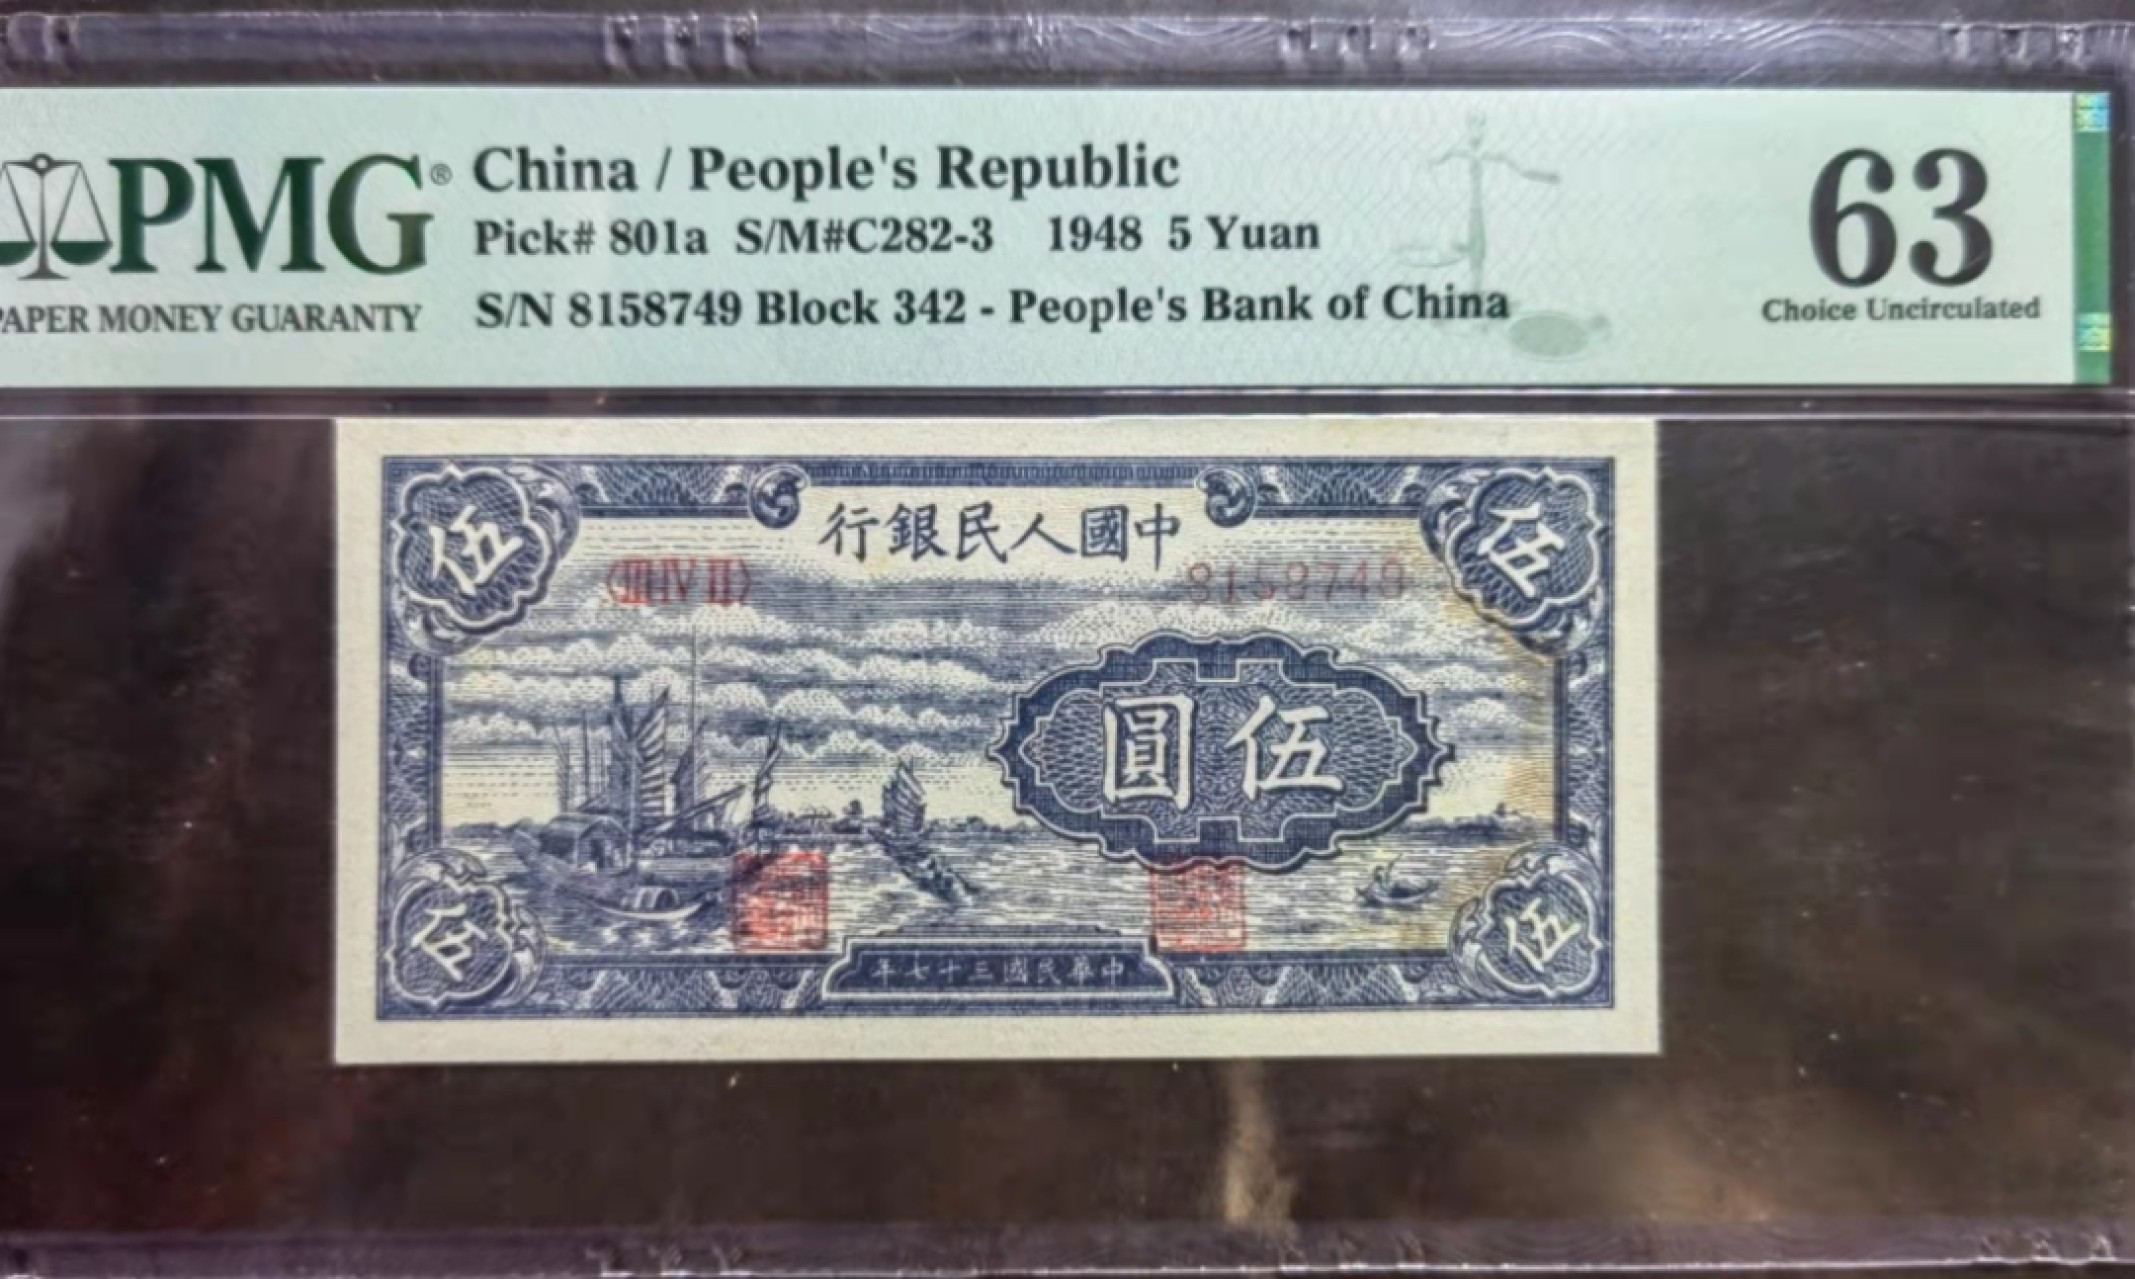 PMG®
PAPER MONEY GUARANTY
China / People's Republic
Pick# 801a S/M#C282-3 1948 5 Yuan
S/N 8158749 Block 342 - People's Bank of China
63
Choice Uncirculated
伍
行銀民人國中
伍
〈ⅢⅣⅡ〉
8158749
圓伍
伍
年七十三國民華中
伍